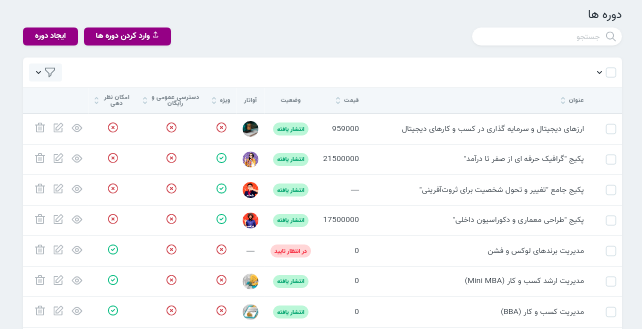 دوره ها
جستجو
وارد کردن دوره ها
ایجاد دوره
عنوان
قیمت
وضعیت
آواتار
ویژه
دسترسی عمومی و رایگان
امکان نظر دهی
ارزهای دیجیتال و سرمایه گذاری در کسب و کارهای دیجیتال 959000 انتشار یافته
پکیج "گرافیک حرفه ای از صفر تا درآمد" 21500000 انتشار یافته
پکیج جامع "تغییر و تحول شخصیت برای ثروت‌آفرینی" — انتشار یافته
پکیج "طراحی معماری و دکوراسیون داخلی" 17500000 انتشار یافته
مدیریت برندهای لوکس و فشن 0 در انتظار تایید —
مدیریت ارشد کسب و کار (Mini MBA) 0 انتشار یافته
مدیریت کسب و کار (BBA) 0 انتشار یافته